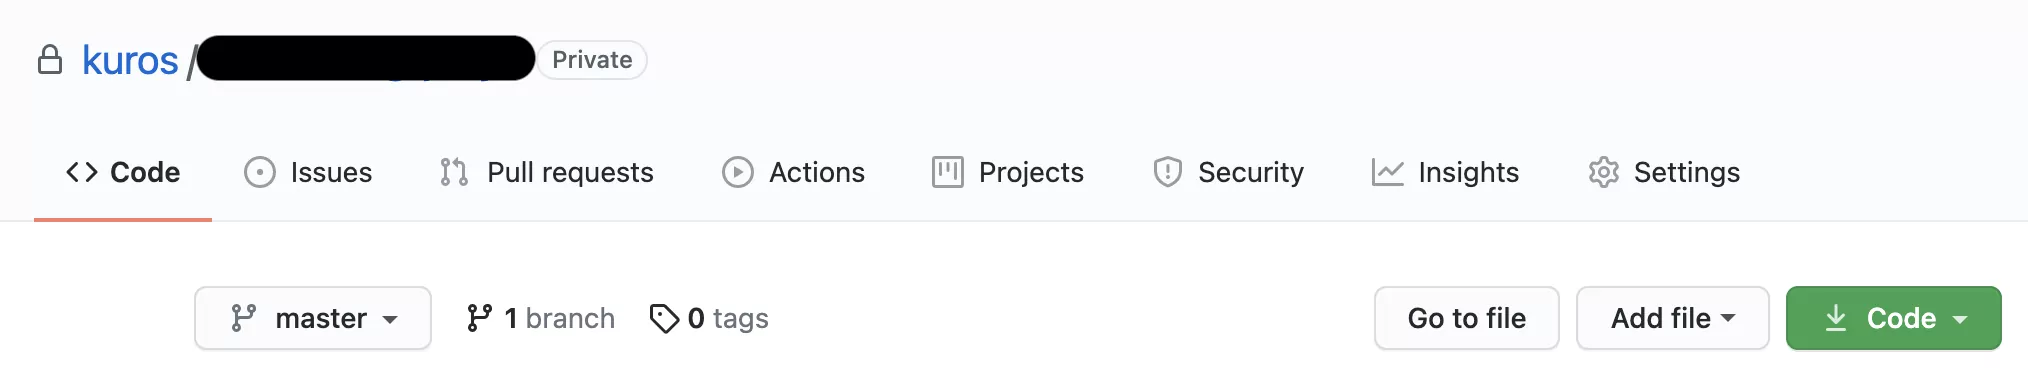 kuros / Private
Code Issues Pull requests Actions Projects Security Insights Settings
master 1 branch 0 tags Go to file Add file Code